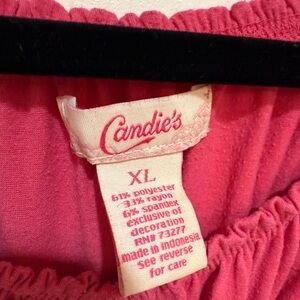 Candie's
XL
61% polyester
33% rayon
6% spandex
exclusive of
decoration
RN# 73277
made in Indonesia
See reverse
for care